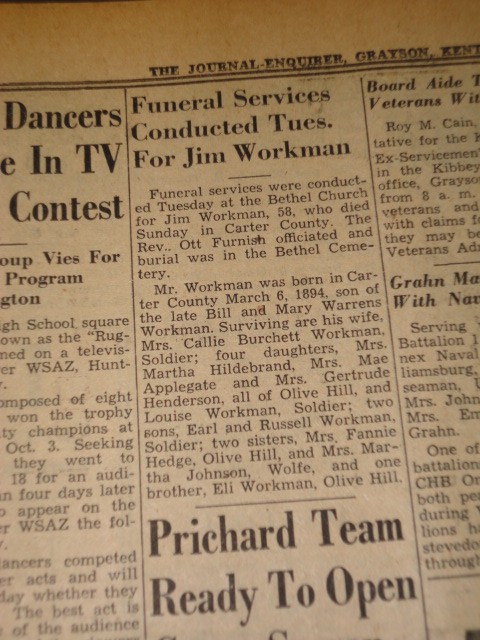 THE JOURNAL-ENQUIRER, GRAYSON,
Dancers
e In TV
Contest
oup Vies For
Program
gton
igh School square
own as the "Rug-
med on a televis-
er WSAZ, Hunt-
y.
omposed of eight
won the trophy
ty champions at
Oct. 3. Seeking
they went to
18 for an audi-
an four days later
o appear on the
er WSAZ the fol-
y.
ancers competed
er acts and will
day whether they
The best act is
of the audience
Funeral Services
Conducted Tues.
For Jim Workman
Funeral services were conduct-
ed Tuesday at the Bethel Church
for Jim Workman, 58, who died
Sunday in Carter County. The
Rev.. Ott Furnish officiated and
burial was in the Bethel Ceme-
tery.
Mr. Workman was born in Car-
ter County March 6, 1894, son of
the late Bill and Mary Warrens
Workman. Surviving are his wife,
Mrs. Callie Burchett Workman,
Soldier; four daughters, Mrs.
Martha Hildebrand, Mrs. Mae
Applegate and Mrs. Gertrude
Henderson, all of Olive Hill, and
Louise Workman, Soldier; two
sons, Earl and Russell Workman,
Soldier; two sisters, Mrs. Fannie
Hedge, Olive Hill, and Mrs. Mar-
tha Johnson, Wolfe, and one
brother, Eli Workman, Olive Hill.
Prichard Team
Ready To Open
Board Aide T
Veterans Wit
Roy M. Cain,
tative for the K
Ex-Servicemen'
in the Kibbey
office, Grayso
from 8 a. m.
veterans and
with claims f
they may be
Veterans Ad
Grahn Ma
With Nav
Serving
Battalion 1
nex Naval
liamsburg,
seaman,
Mrs. John
Mrs. Em
Grahn.
One of
battalion
CHB On
both pe
during
lions ha
stevedo
through